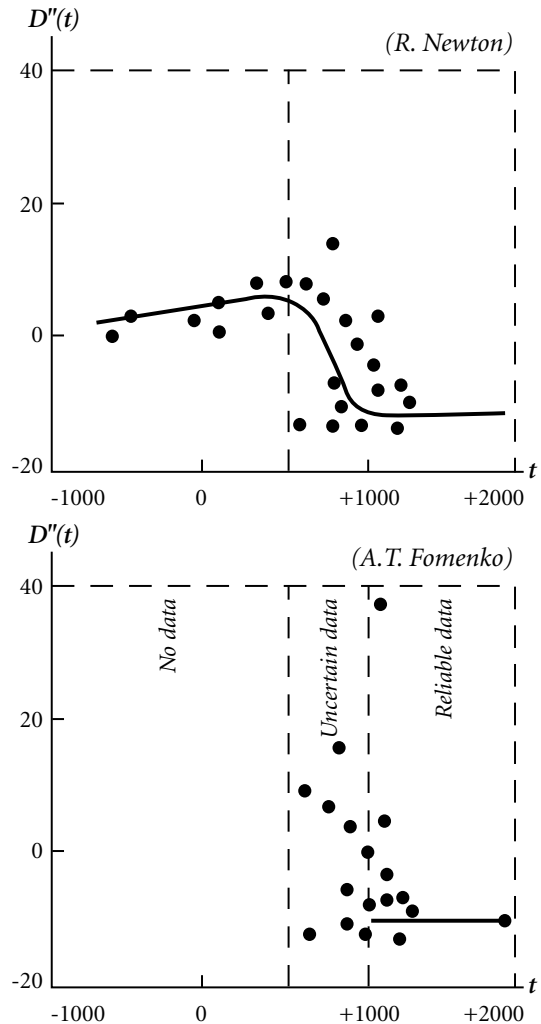 D"(t)
(R. Newton)
40
20
0
-20
t
-1000 0 +1000 +2000
D"(t)
(A.T. Fomenko)
40
No data
Uncertain data
Reliable data
20
0
-20
t
-1000 0 +1000 +2000